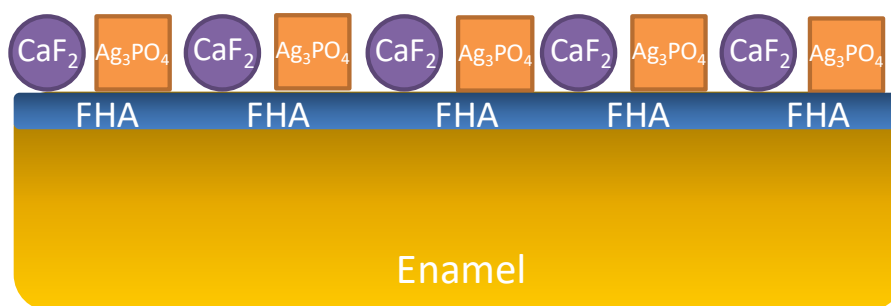 CaF₂ Ag₃PO₄ CaF₂ Ag₃PO₄ CaF₂ Ag₃PO₄ CaF₂ Ag₃PO₄ CaF₂ Ag₃PO₄
FHA FHA FHA FHA FHA
Enamel